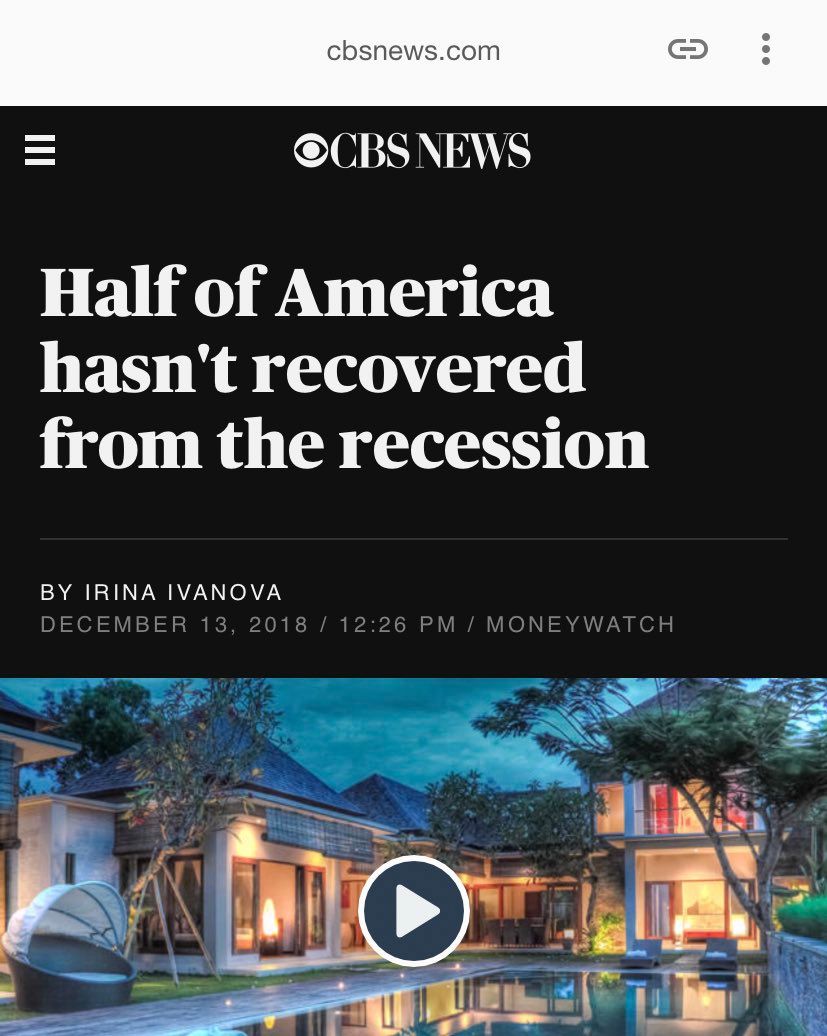 cbsnews.com
CBS NEWS
Half of America
hasn't recovered
from the recession
BY IRINA IVANOVA
DECEMBER 13, 2018 / 12:26 PM / MONEYWATCH